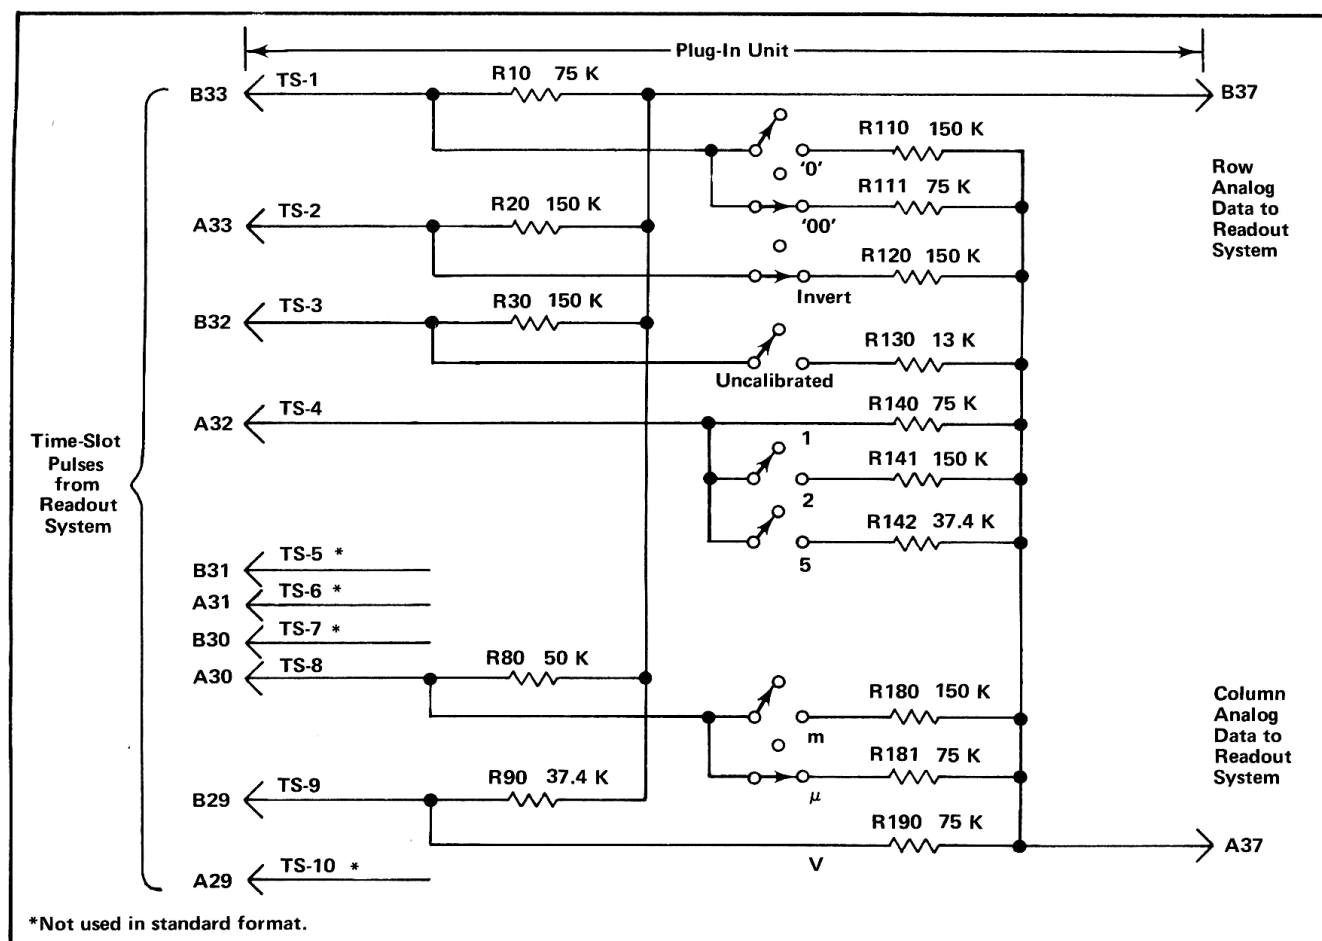 Plug-In Unit
B33 TS-1 R10 75 K B37
R110 150 K
'0'
Row
Analog
Data to
Readout
System
R111 75 K
'00'
A33 TS-2 R20 150 K
R120 150 K
Invert
B32 TS-3 R30 150 K
R130 13 K
Uncalibrated
A32 TS-4 R140 75 K
1
R141 150 K
2
R142 37.4 K
5
Time-Slot
Pulses
from
Readout
System
B31 TS-5 *
A31 TS-6 *
B30 TS-7 *
A30 TS-8 R80 50 K
R180 150 K
m
Column
Analog
Data to
Readout
System
R181 75 K
μ
B29 TS-9 R90 37.4 K
R190 75 K
V
A37
A29 TS-10 *
*Not used in standard format.